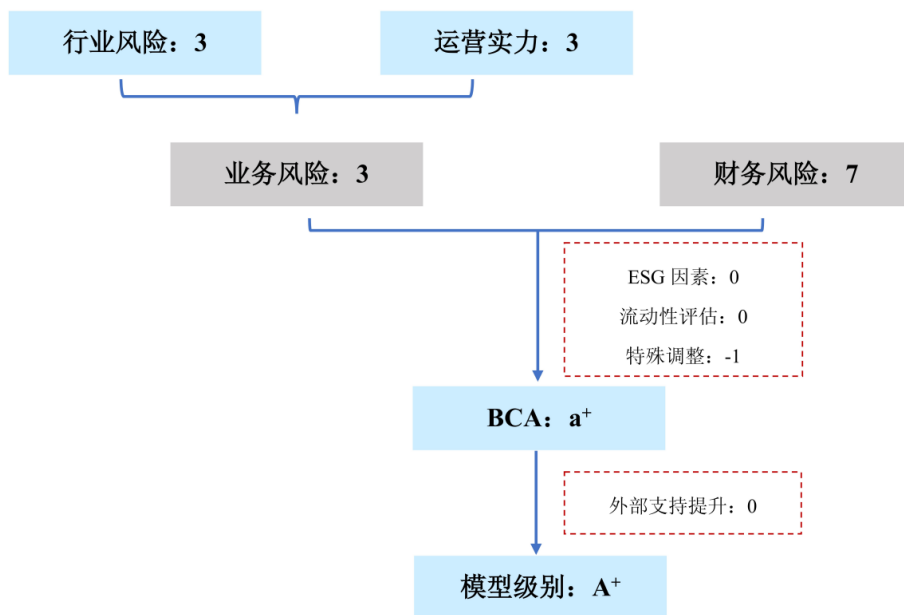 行业风险：3
运营实力：3
业务风险：3
财务风险：7
ESG 因素：0
流动性评估：0
特殊调整：-1
BCA：a⁺
外部支持提升：0
模型级别：A⁺